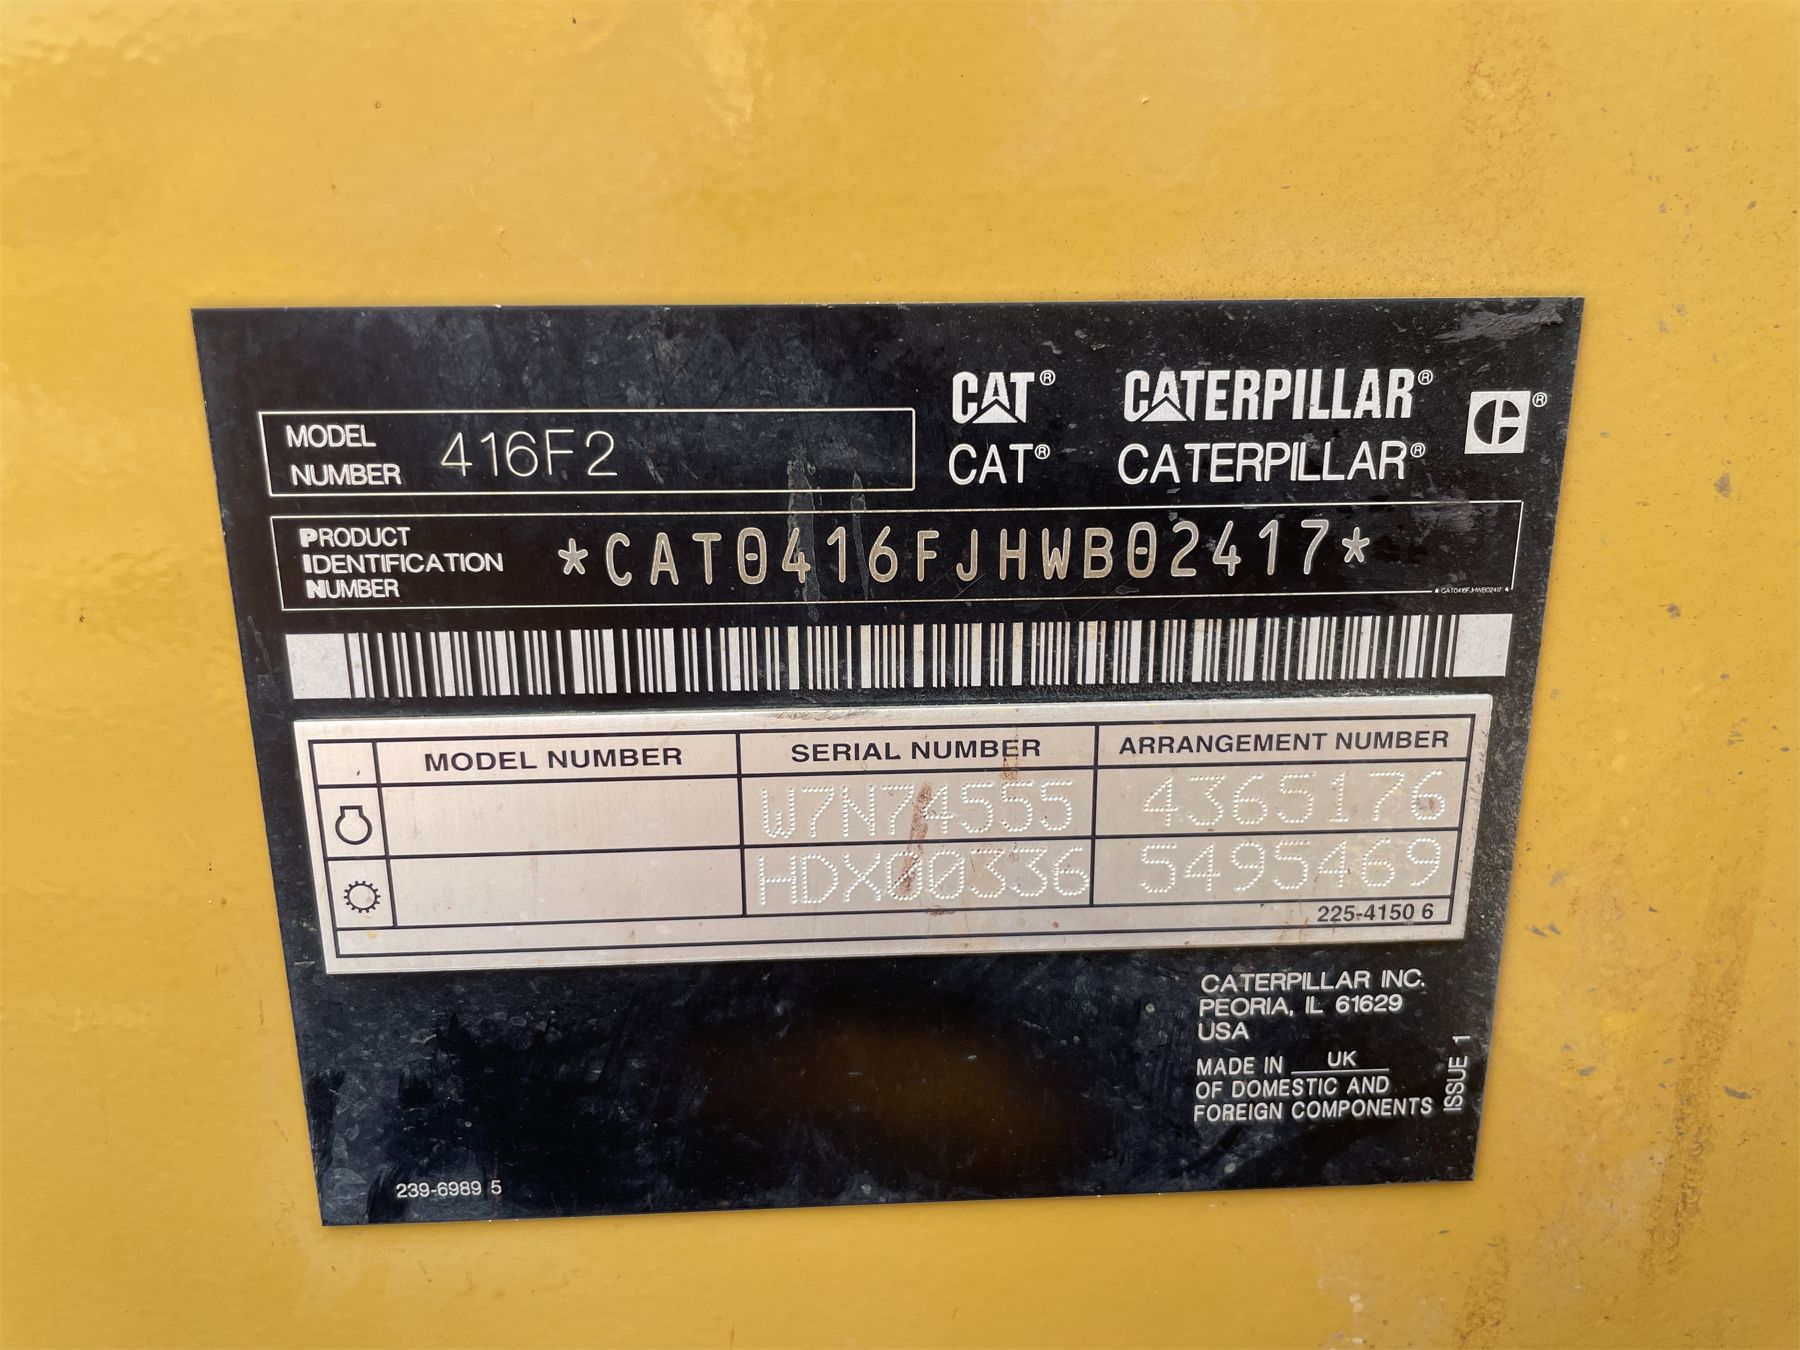 CAT® CATERPILLAR®
CAT® CATERPILLAR®
MODEL
NUMBER 416F2
PRODUCT
IDENTIFICATION
NUMBER
*CAT0416FJHWB02417*
*CAT0416FJHWB02417*
MODEL NUMBER SERIAL NUMBER ARRANGEMENT NUMBER
W7N74555 4365176
HDX00336 5495469
225-4150 6
CATERPILLAR INC.
PEORIA, IL 61629
USA
MADE IN UK
OF DOMESTIC AND
FOREIGN COMPONENTS
ISSUE 1
239-6989 5